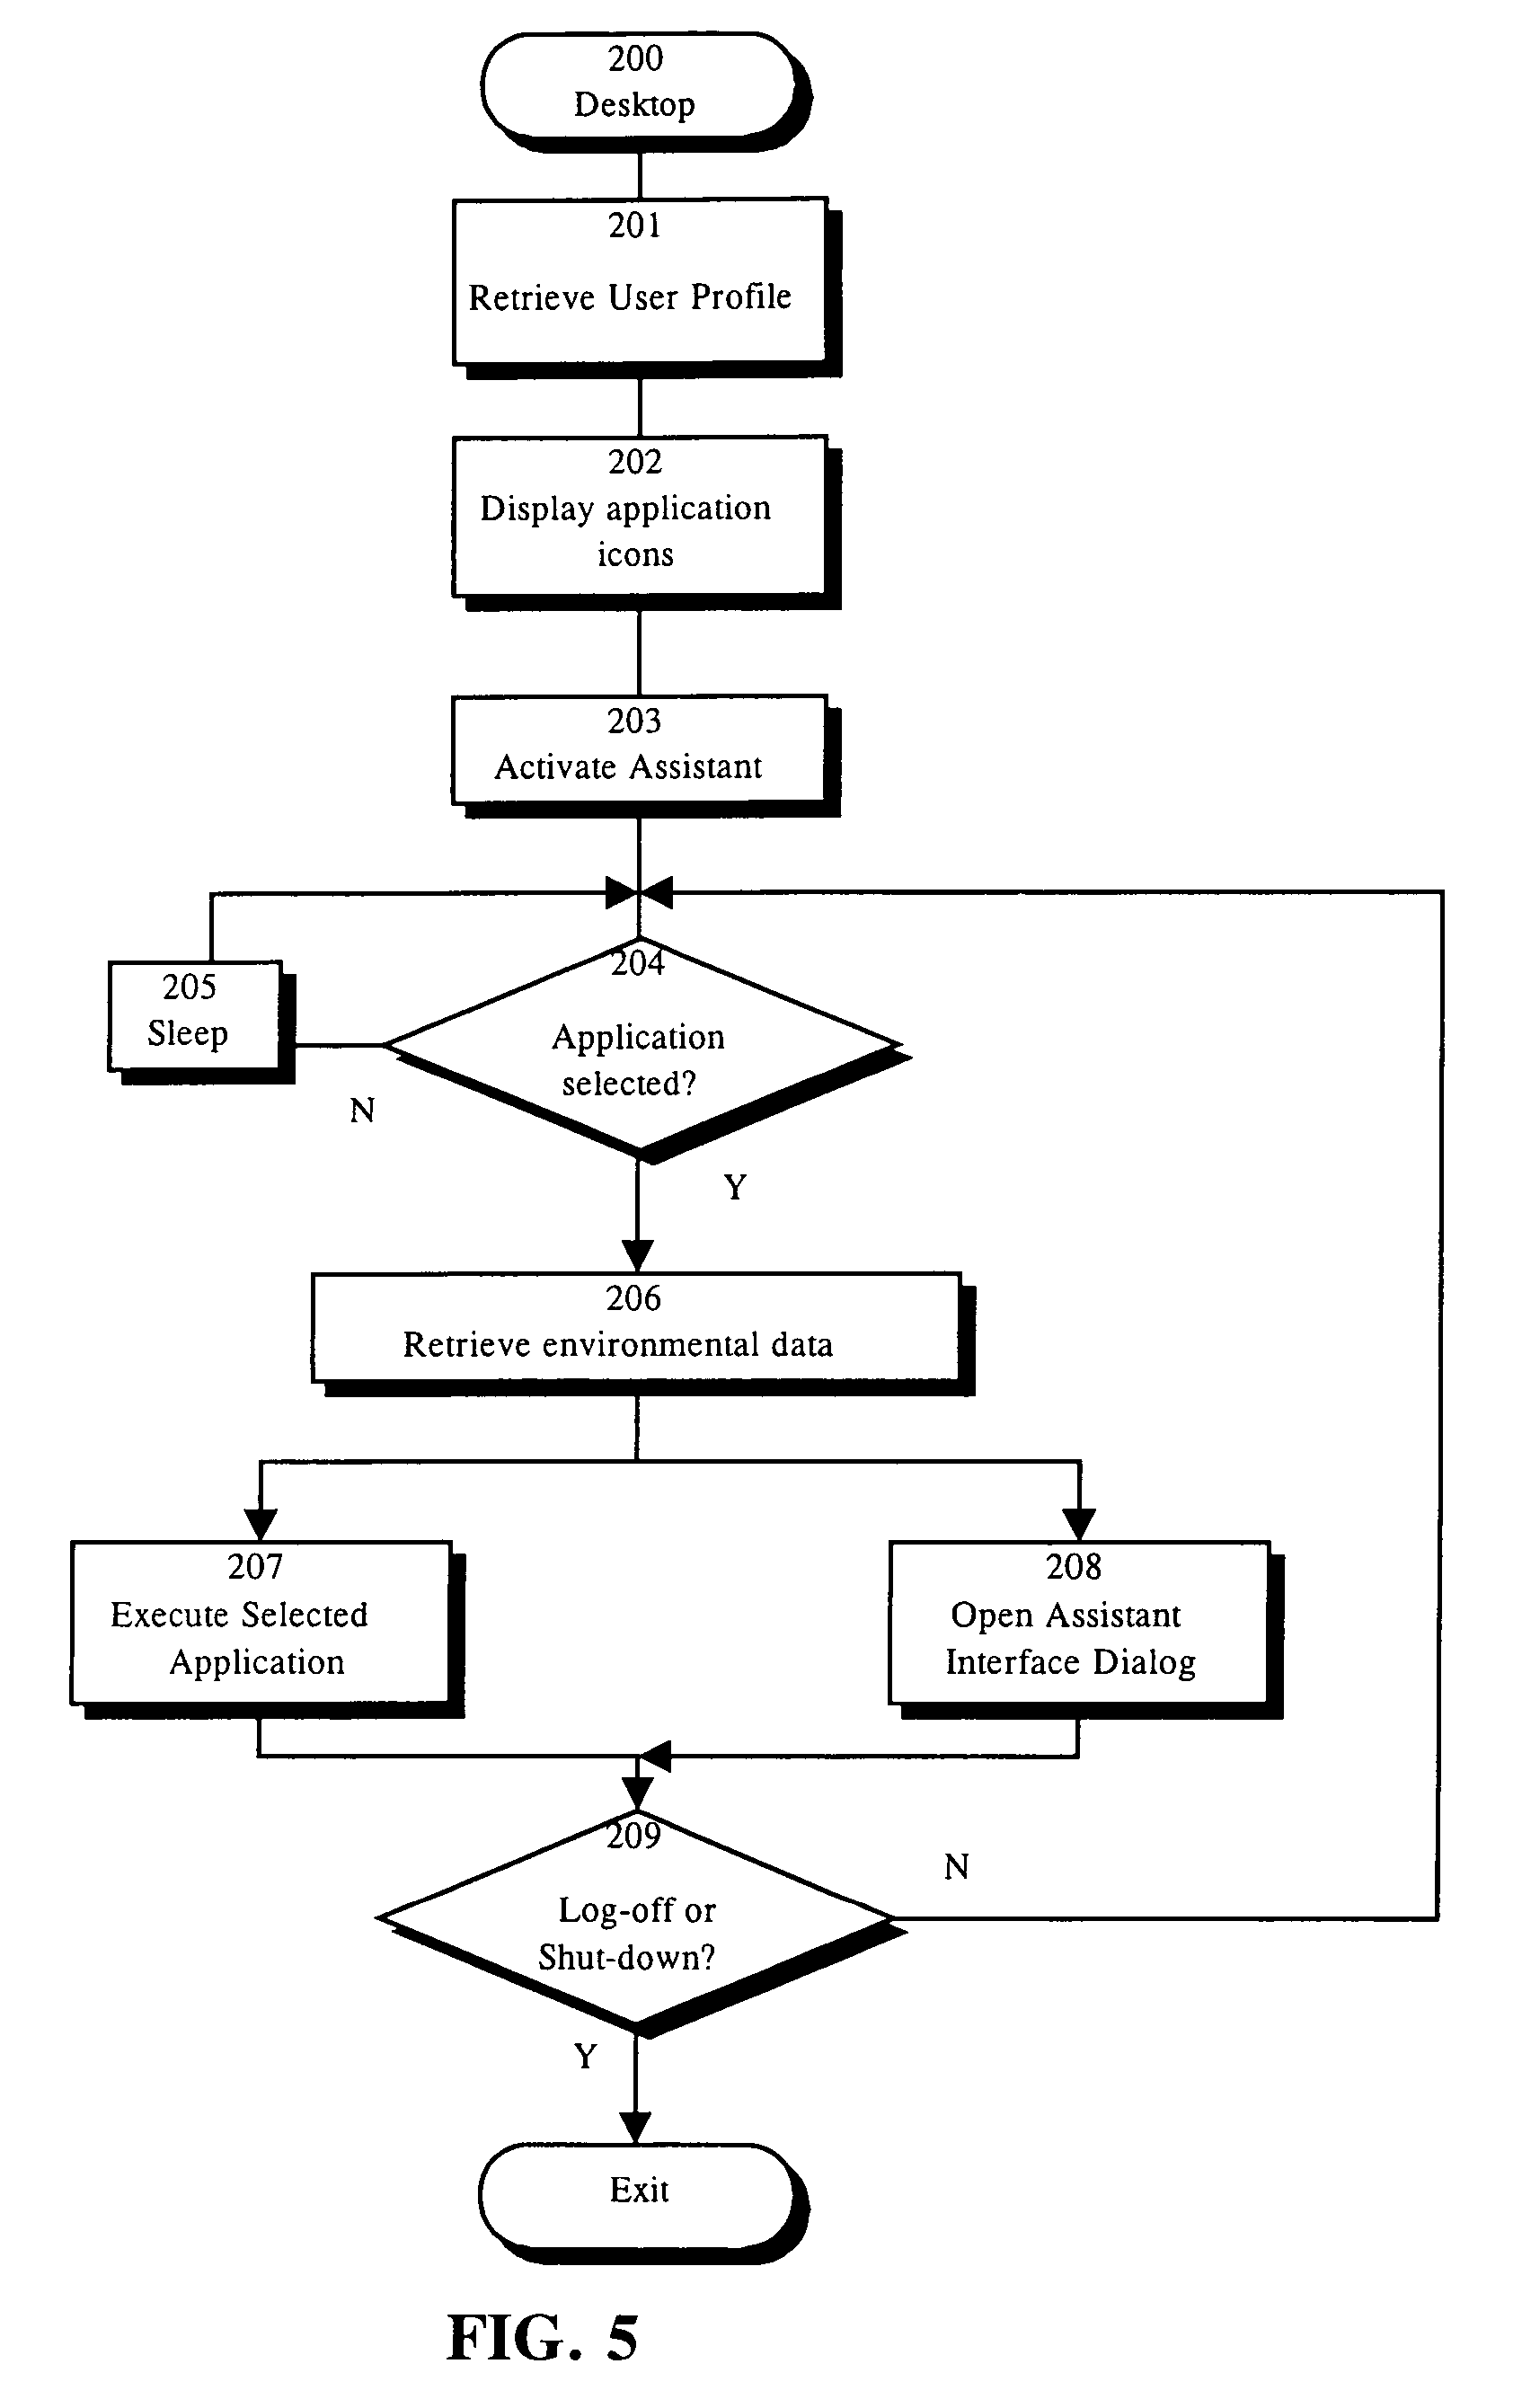 200
Desktop
201
Retrieve User Profile
202
Display application
icons
203
Activate Assistant
204
Application
selected?
205
Sleep
N
Y
206
Retrieve environmental data
207
Execute Selected
Application
208
Open Assistant
Interface Dialog
209
Log-off or
Shut-down?
N
Y
Exit
FIG. 5